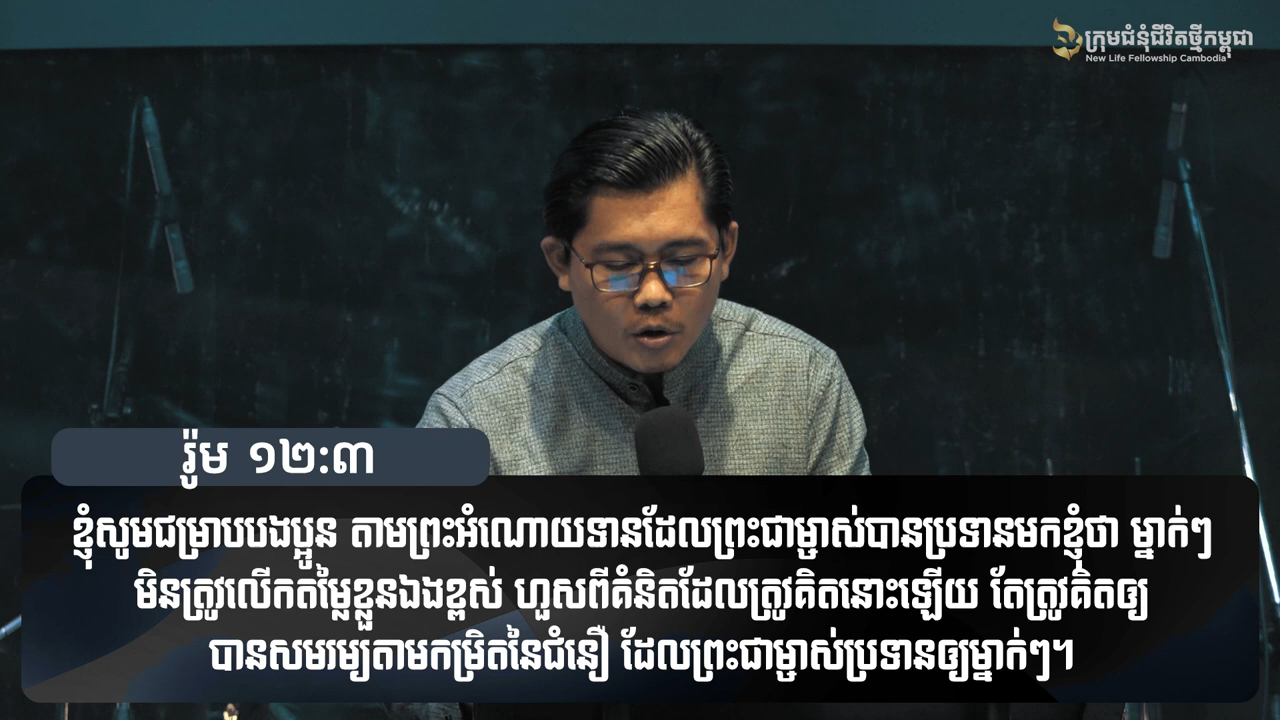 ក្រុមជំនុំជីវិតថ្មីកម្ពុជា
New Life Fellowship Cambodia
រ៉ូម ១២:៣
ខ្ញុំសូមជម្រាបបងប្អូន តាមព្រះអំណោយទានដែលព្រះជាម្ចាស់បានប្រទានមកខ្ញុំថា ម្នាក់ៗ
មិនត្រូវលើកតម្លៃខ្លួនឯងខ្ពស់ ហួសពីគំនិតដែលត្រូវគិតនោះឡើយ តែត្រូវគិតឲ្យ
បានសមរម្យតាមកម្រិតនៃជំនឿ ដែលព្រះជាម្ចាស់ប្រទានឲ្យម្នាក់ៗ។